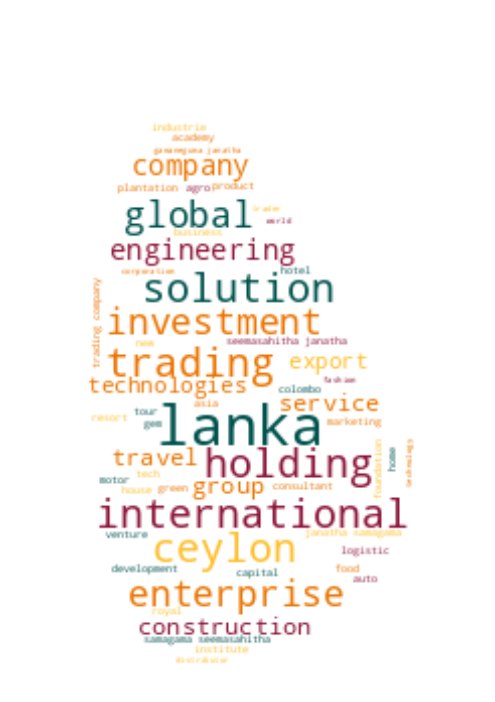 industrie
academy
gananeguna janatha
company
plantation agro product
global trader
world
business
engineering
corporation hotel
solution
trading company
investment
new seemasahitha janatha
trading export
fashion
technologies colombo
asia service
resort tour
gem marketing
lanka
travel holding
foundation home technology
motor tech
house green group consultant
international
venture janatha samagama
ceylon logistic
development capital food
auto
enterprise
royal
construction
samagama seemasahitha
institute
distributor